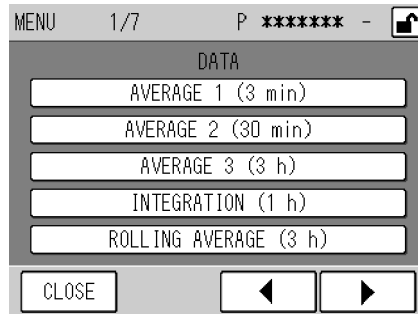 MENU 1/7 P ******* -
DATA
AVERAGE 1 (3 min)
AVERAGE 2 (30 min)
AVERAGE 3 (3 h)
INTEGRATION (1 h)
ROLLING AVERAGE (3 h)
CLOSE